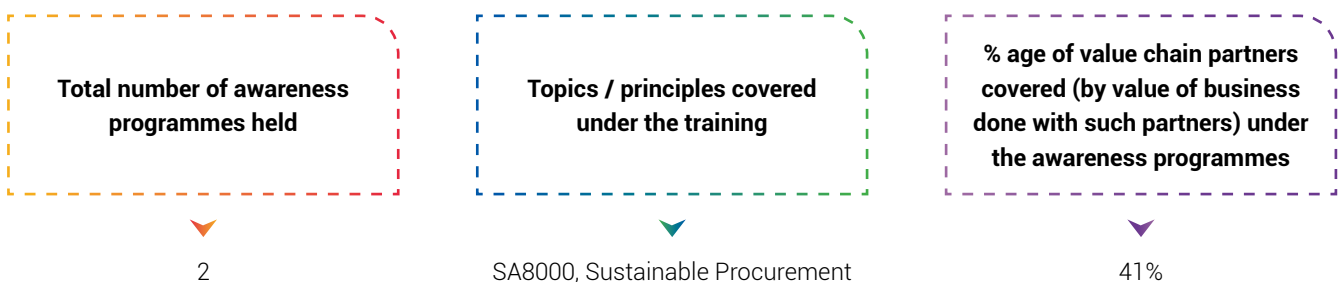 Total number of awareness
programmes held
2
Topics / principles covered
under the training
SA8000, Sustainable Procurement
% age of value chain partners
covered (by value of business
done with such partners) under
the awareness programmes
41%